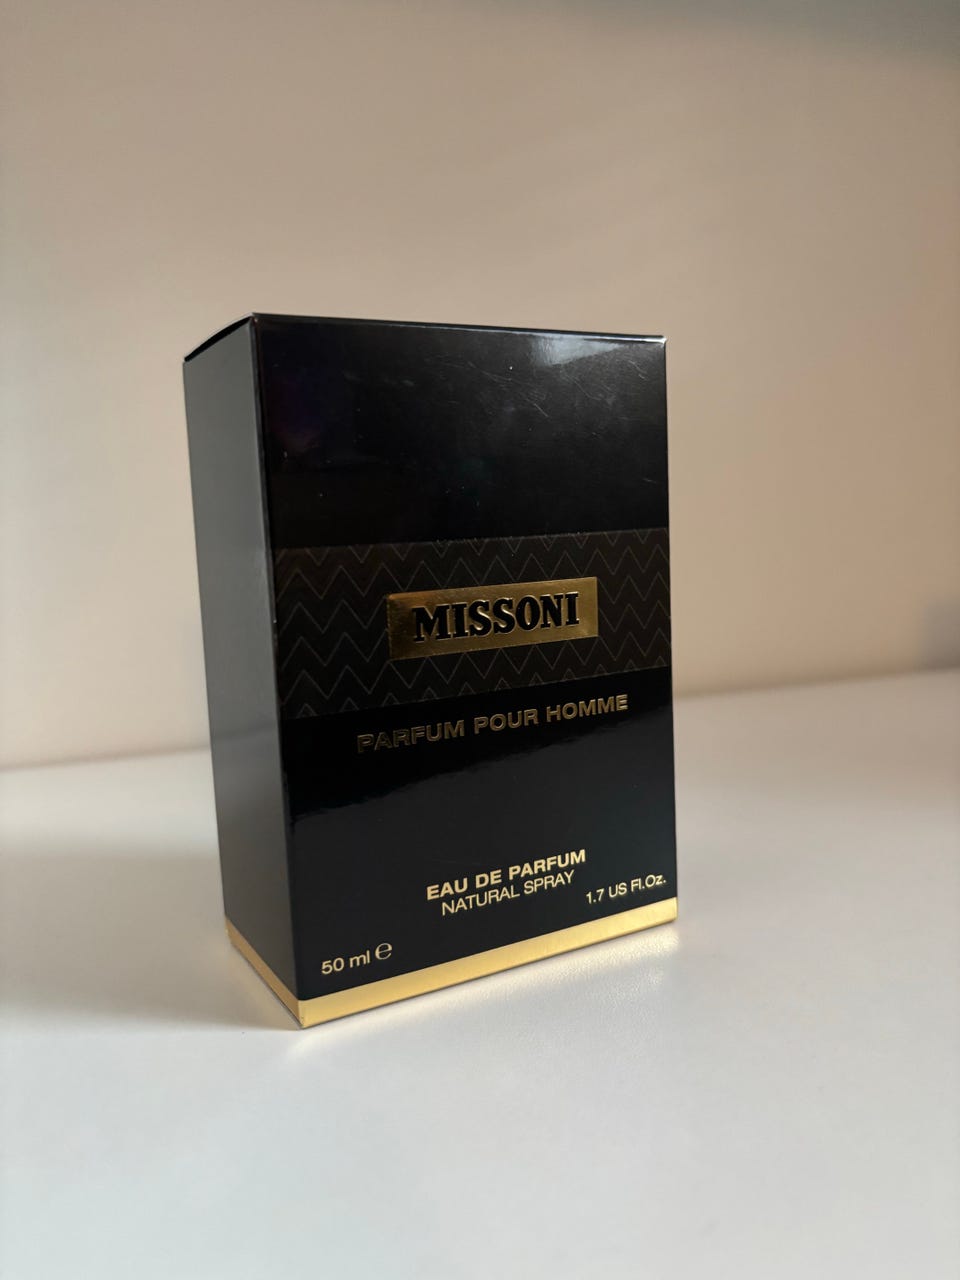 MISSONI
PARFUM POUR HOMME
EAU DE PARFUM
NATURAL SPRAY
1.7 US Fl.Oz.
50 ml ℮